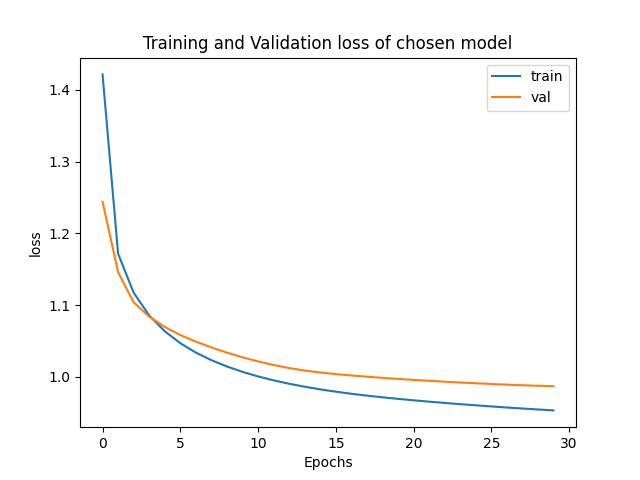 Training and Validation loss of chosen model
train
val
1.4
1.3
1.2
1.1
1.0
loss
0
5
10
15
20
25
30
Epochs